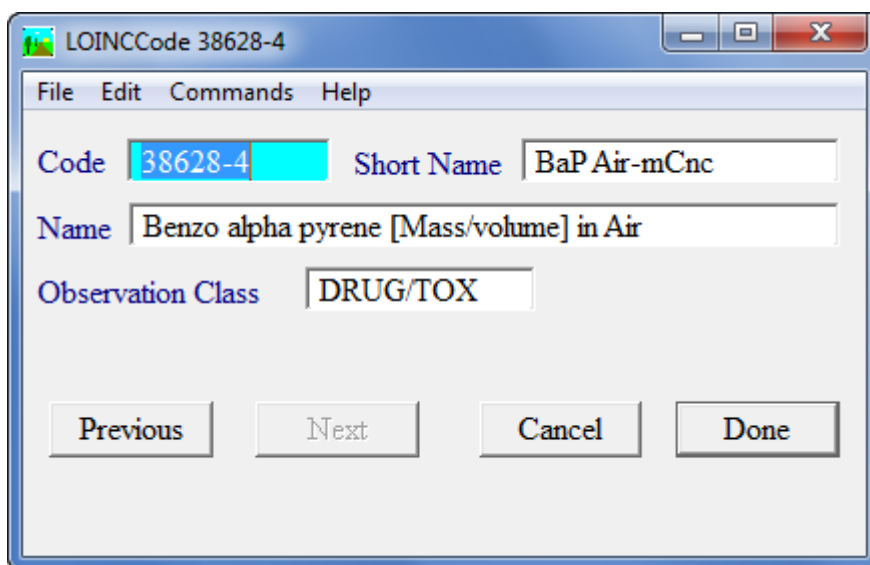 LOINCCode 38628-4
File Edit Commands Help
Code 38628-4 Short Name BaP Air-mCnc
Name Benzo alpha pyrene [Mass/volume] in Air
Observation Class DRUG/TOX
Previous Next Cancel Done